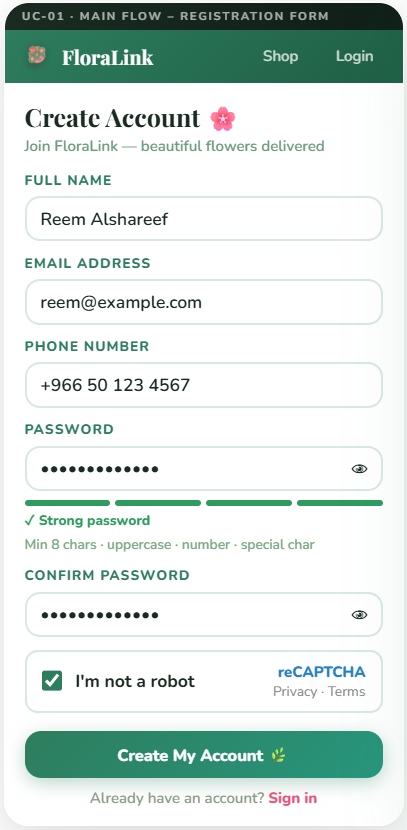 UC-01 · MAIN FLOW – REGISTRATION FORM
FloraLink Shop Login
Create Account 🌸
Join FloraLink — beautiful flowers delivered
FULL NAME
Reem Alshareef
EMAIL ADDRESS
reem@example.com
PHONE NUMBER
+966 50 123 4567
PASSWORD
•••••••••••••
✓ Strong password
Min 8 chars · uppercase · number · special char
CONFIRM PASSWORD
•••••••••••••
I'm not a robot
reCAPTCHA
Privacy · Terms
Create My Account 🌿
Already have an account? Sign in